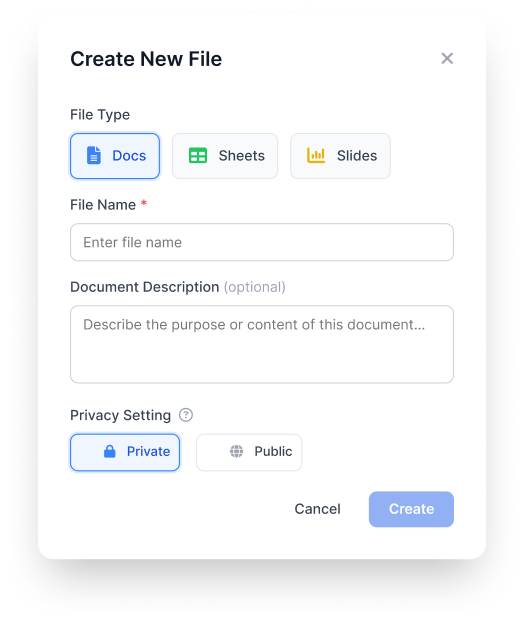 Create New File
File Type
Docs Sheets Slides
File Name *
Enter file name
Document Description (optional)
Describe the purpose or content of this document...
Privacy Setting ?
Private Public
Cancel Create